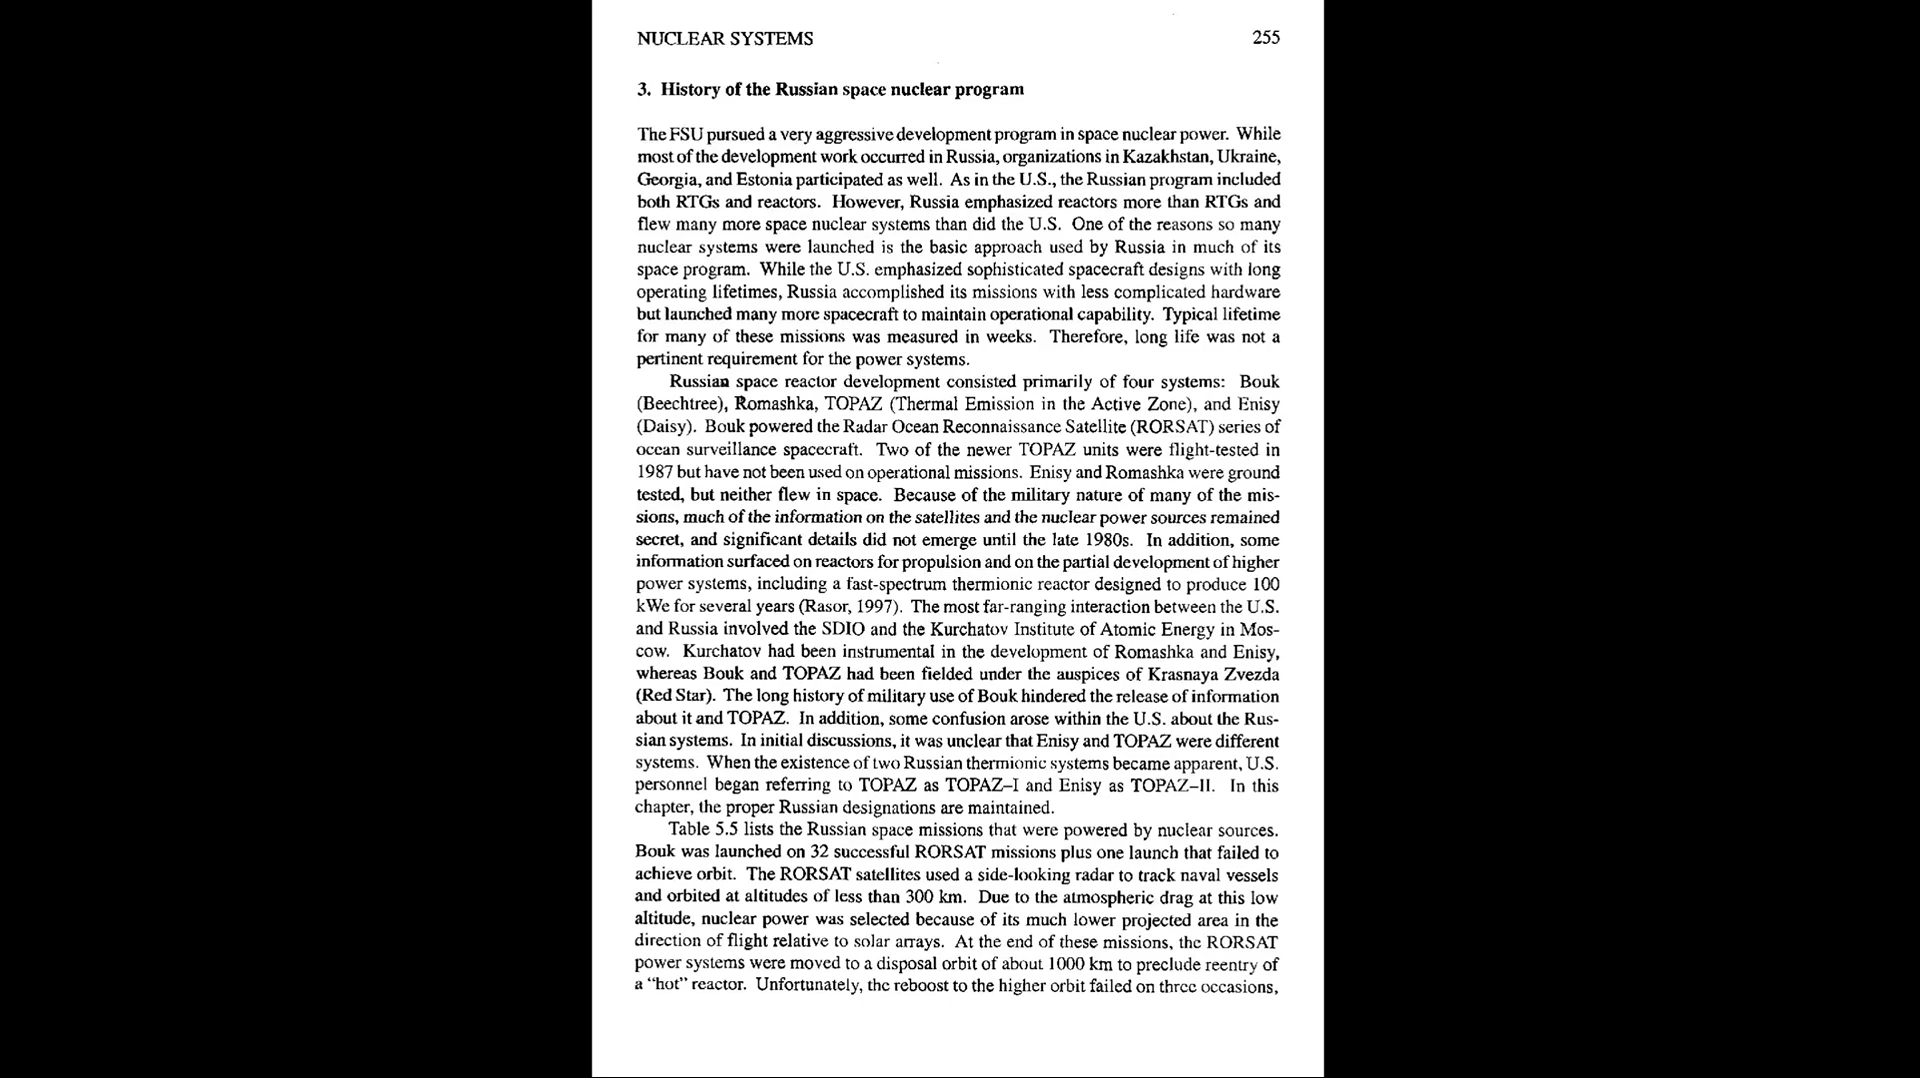 NUCLEAR SYSTEMS 255
3. History of the Russian space nuclear program
The FSU pursued a very aggressive development program in space nuclear power. While
most of the development work occurred in Russia, organizations in Kazakhstan, Ukraine,
Georgia, and Estonia participated as well. As in the U.S., the Russian program included
both RTGs and reactors. However, Russia emphasized reactors more than RTGs and
flew many more space nuclear systems than did the U.S. One of the reasons so many
nuclear systems were launched is the basic approach used by Russia in much of its
space program. While the U.S. emphasized sophisticated spacecraft designs with long
operating lifetimes, Russia accomplished its missions with less complicated hardware
but launched many more spacecraft to maintain operational capability. Typical lifetime
for many of these missions was measured in weeks. Therefore, long life was not a
pertinent requirement for the power systems.
Russian space reactor development consisted primarily of four systems: Bouk
(Beechtree), Romashka, TOPAZ (Thermal Emission in the Active Zone), and Enisy
(Daisy). Bouk powered the Radar Ocean Reconnaissance Satellite (RORSAT) series of
ocean surveillance spacecraft. Two of the newer TOPAZ units were flight-tested in
1987 but have not been used on operational missions. Enisy and Romashka were ground
tested, but neither flew in space. Because of the military nature of many of the mis-
sions, much of the information on the satellites and the nuclear power sources remained
secret, and significant details did not emerge until the late 1980s. In addition, some
information surfaced on reactors for propulsion and on the partial development of higher
power systems, including a fast-spectrum thermionic reactor designed to produce 100
kWe for several years (Rasor, 1997). The most far-ranging interaction between the U.S.
and Russia involved the SDIO and the Kurchatov Institute of Atomic Energy in Mos-
cow. Kurchatov had been instrumental in the development of Romashka and Enisy,
whereas Bouk and TOPAZ had been fielded under the auspices of Krasnaya Zvezda
(Red Star). The long history of military use of Bouk hindered the release of information
about it and TOPAZ. In addition, some confusion arose within the U.S. about the Rus-
sian systems. In initial discussions, it was unclear that Enisy and TOPAZ were different
systems. When the existence of two Russian thermionic systems became apparent, U.S.
personnel began referring to TOPAZ as TOPAZ–I and Enisy as TOPAZ–II. In this
chapter, the proper Russian designations are maintained.
Table 5.5 lists the Russian space missions that were powered by nuclear sources.
Bouk was launched on 32 successful RORSAT missions plus one launch that failed to
achieve orbit. The RORSAT satellites used a side-looking radar to track naval vessels
and orbited at altitudes of less than 300 km. Due to the atmospheric drag at this low
altitude, nuclear power was selected because of its much lower projected area in the
direction of flight relative to solar arrays. At the end of these missions, the RORSAT
power systems were moved to a disposal orbit of about 1000 km to preclude reentry of
a “hot” reactor. Unfortunately, the reboost to the higher orbit failed on three occasions,